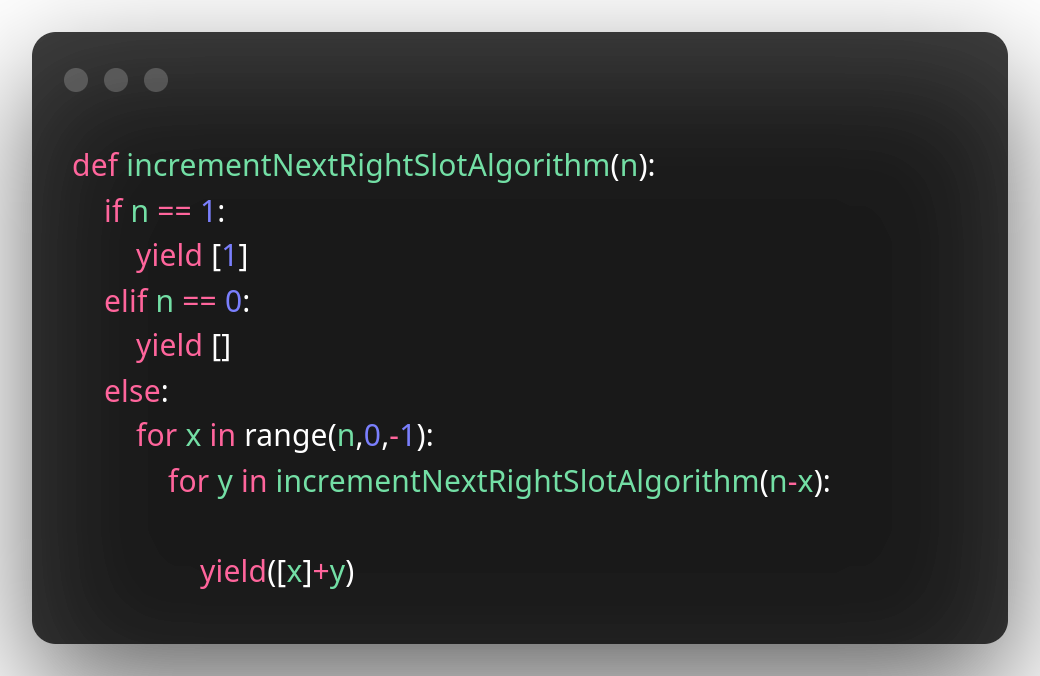 def incrementNextRightSlotAlgorithm(n):
    if n == 1:
        yield [1]
    elif n == 0:
        yield []
    else:
        for x in range(n,0,-1):
            for y in incrementNextRightSlotAlgorithm(n-x):
                yield([x]+y)